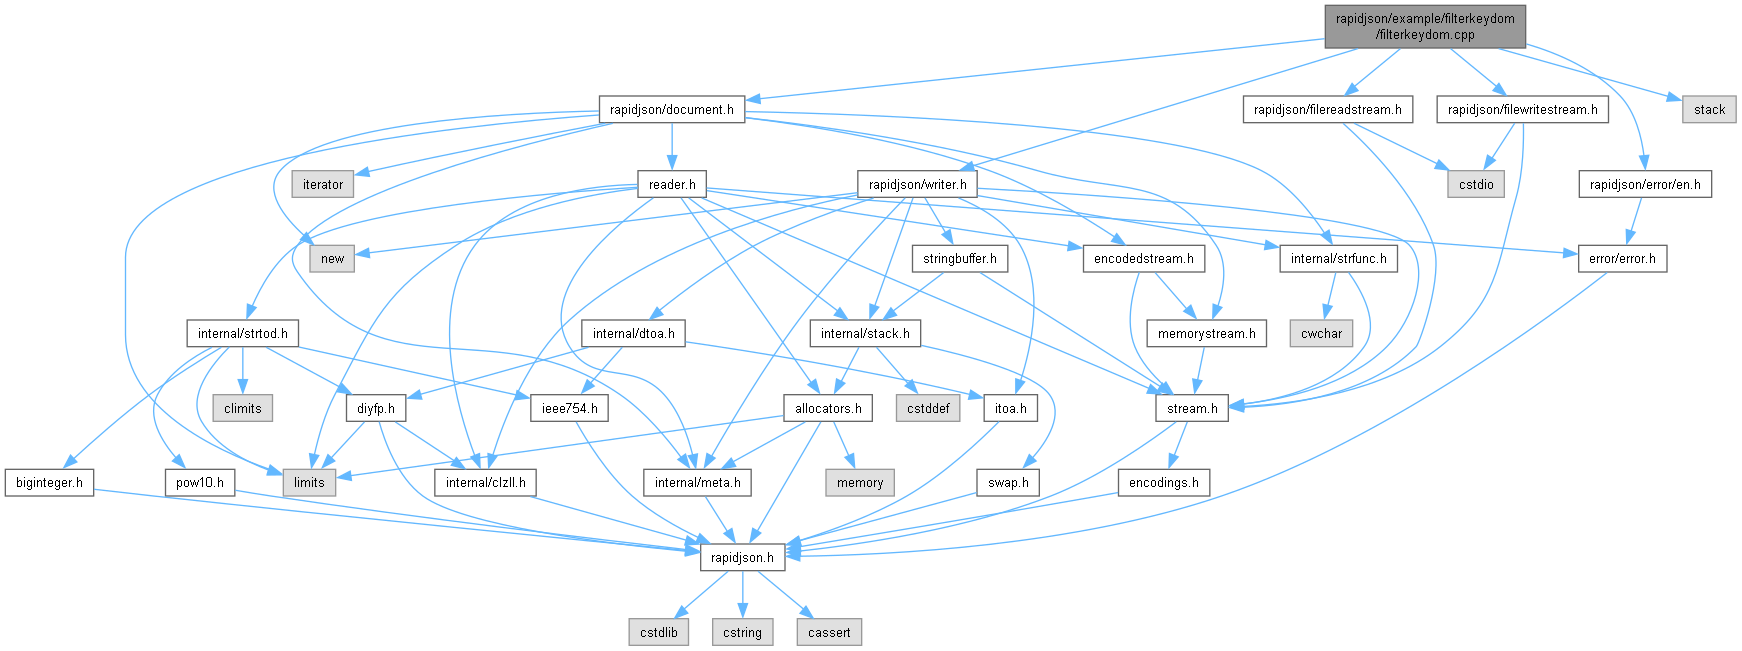 rapidjson/example/filterkeydom
/filterkeydom.cpp
rapidjson/document.h
rapidjson/filereadstream.h
rapidjson/filewritestream.h
stack
iterator
reader.h
rapidjson/writer.h
cstdio
rapidjson/error/en.h
new
stringbuffer.h
encodedstream.h
internal/strfunc.h
error/error.h
internal/strtod.h
internal/dtoa.h
internal/stack.h
memorystream.h
cwchar
climits
diyfp.h
ieee754.h
allocators.h
cstddef
itoa.h
stream.h
biginteger.h
pow10.h
limits
internal/clzll.h
internal/meta.h
memory
swap.h
encodings.h
rapidjson.h
cstdlib
cstring
cassert